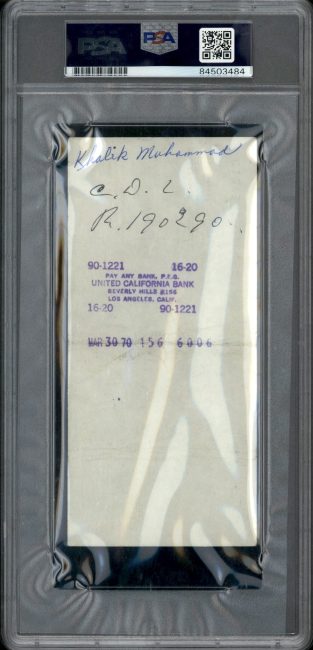 PSA
PSA
84503484
Khalik Muhammad
C. D. L.
R. 190290.
90-1221 16-20
PAY ANY BANK, P.E.G.
UNITED CALIFORNIA BANK
BEVERLY HILLS #156
LOS ANGELES, CALIF.
16-20 90-1221
MAR 30 70 156 6006